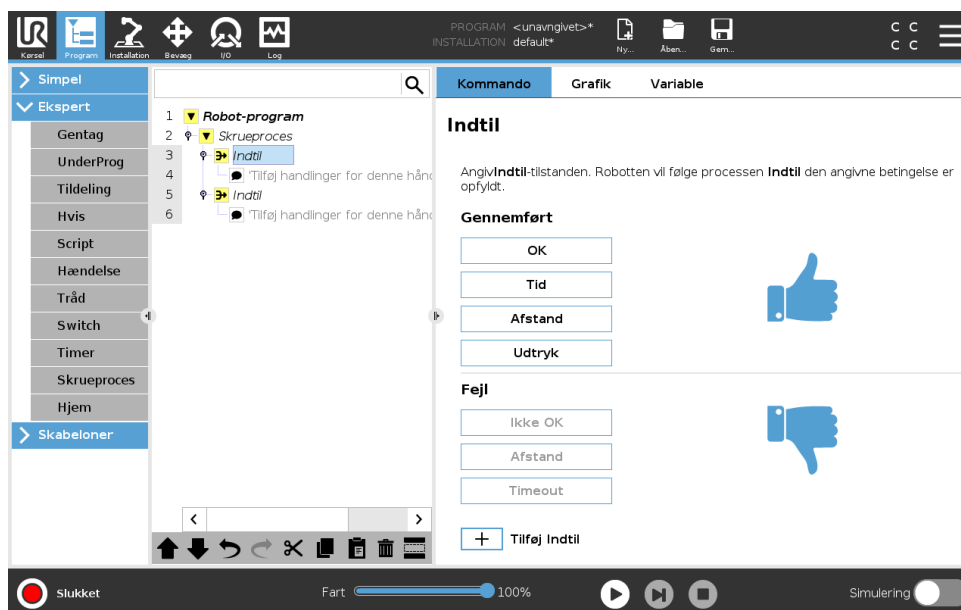 UR
Kørsel
Program
Installation
Bevæg
I/O
Log
PROGRAM <unavngivet>*
INSTALLATION default*
Ny...
Åben...
Gem...
C C
C C
Simpel
Ekspert
Gentag
UnderProg
Tildeling
Hvis
Script
Hændelse
Tråd
Switch
Timer
Skrueproces
Hjem
Skabeloner
1 Robot-program
2 Skrueproces
3 Indtil
4 'Tilføj handlinger for denne hånd
5 Indtil
6 'Tilføj handlinger for denne hånd
Kommando Grafik Variable
Indtil
AngivIndtil-tilstanden. Robotten vil følge processen Indtil den angivne betingelse er
opfyldt.
Gennemført
OK
Tid
Afstand
Udtryk
Fejl
Ikke OK
Afstand
Timeout
+ Tilføj Indtil
Slukket
Fart 100%
Simulering